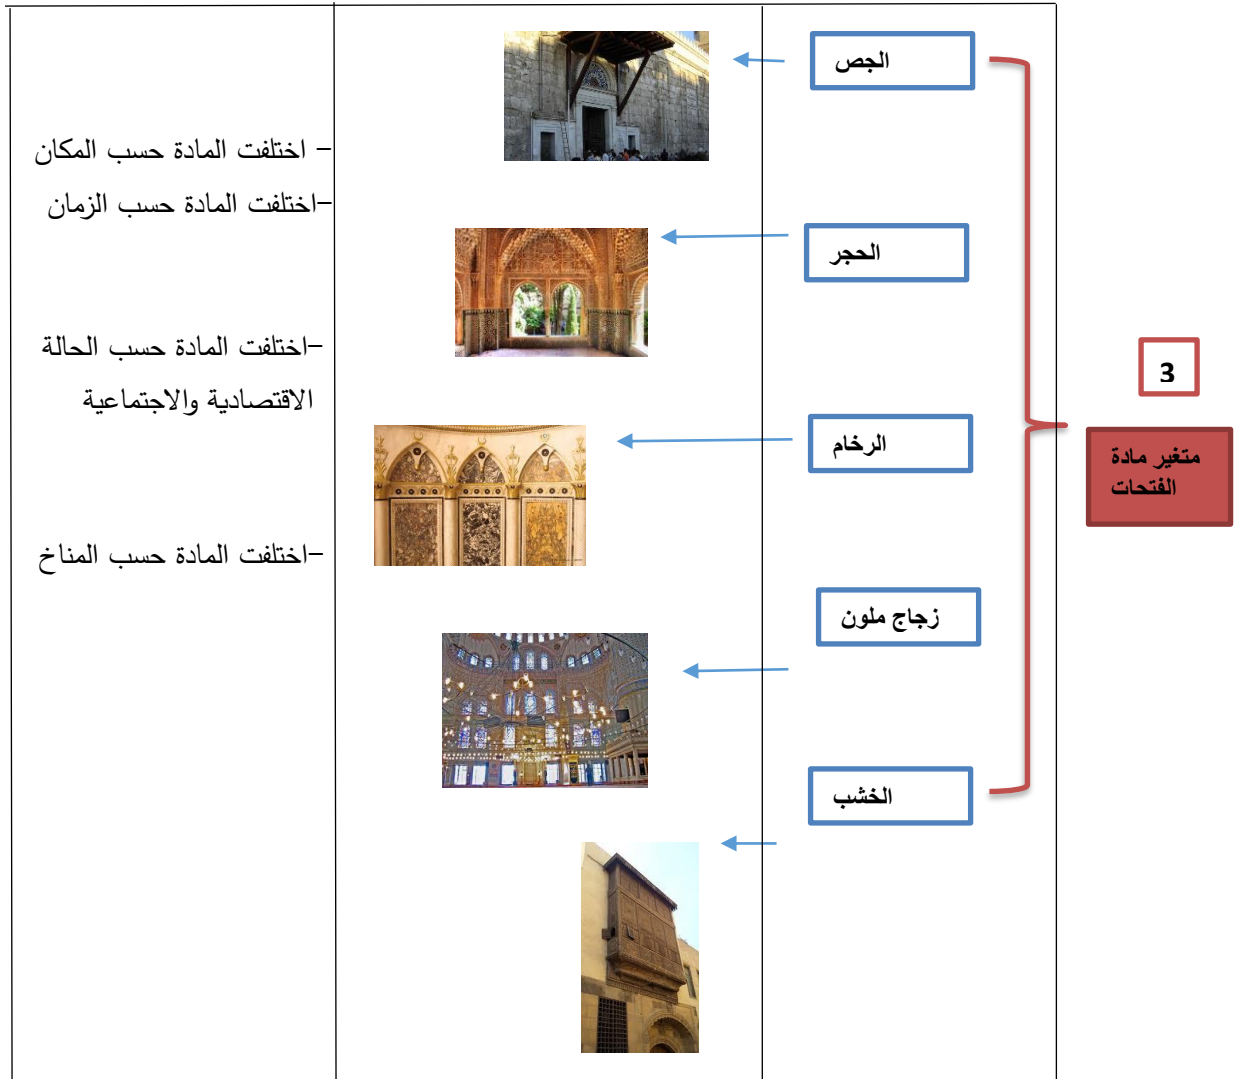 3
متغير مادة
الفتحات
الجص
الحجر
الرخام
زجاج ملون
الخشب
- اختلفت المادة حسب المكان
-اختلفت المادة حسب الزمان
-اختلفت المادة حسب الحالة
الاقتصادية والاجتماعية
-اختلفت المادة حسب المناخ